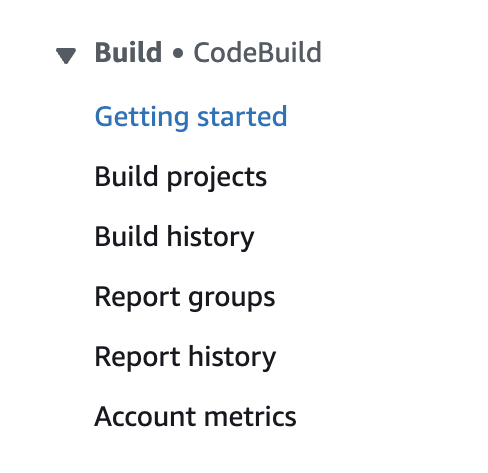 Build • CodeBuild
Getting started
Build projects
Build history
Report groups
Report history
Account metrics